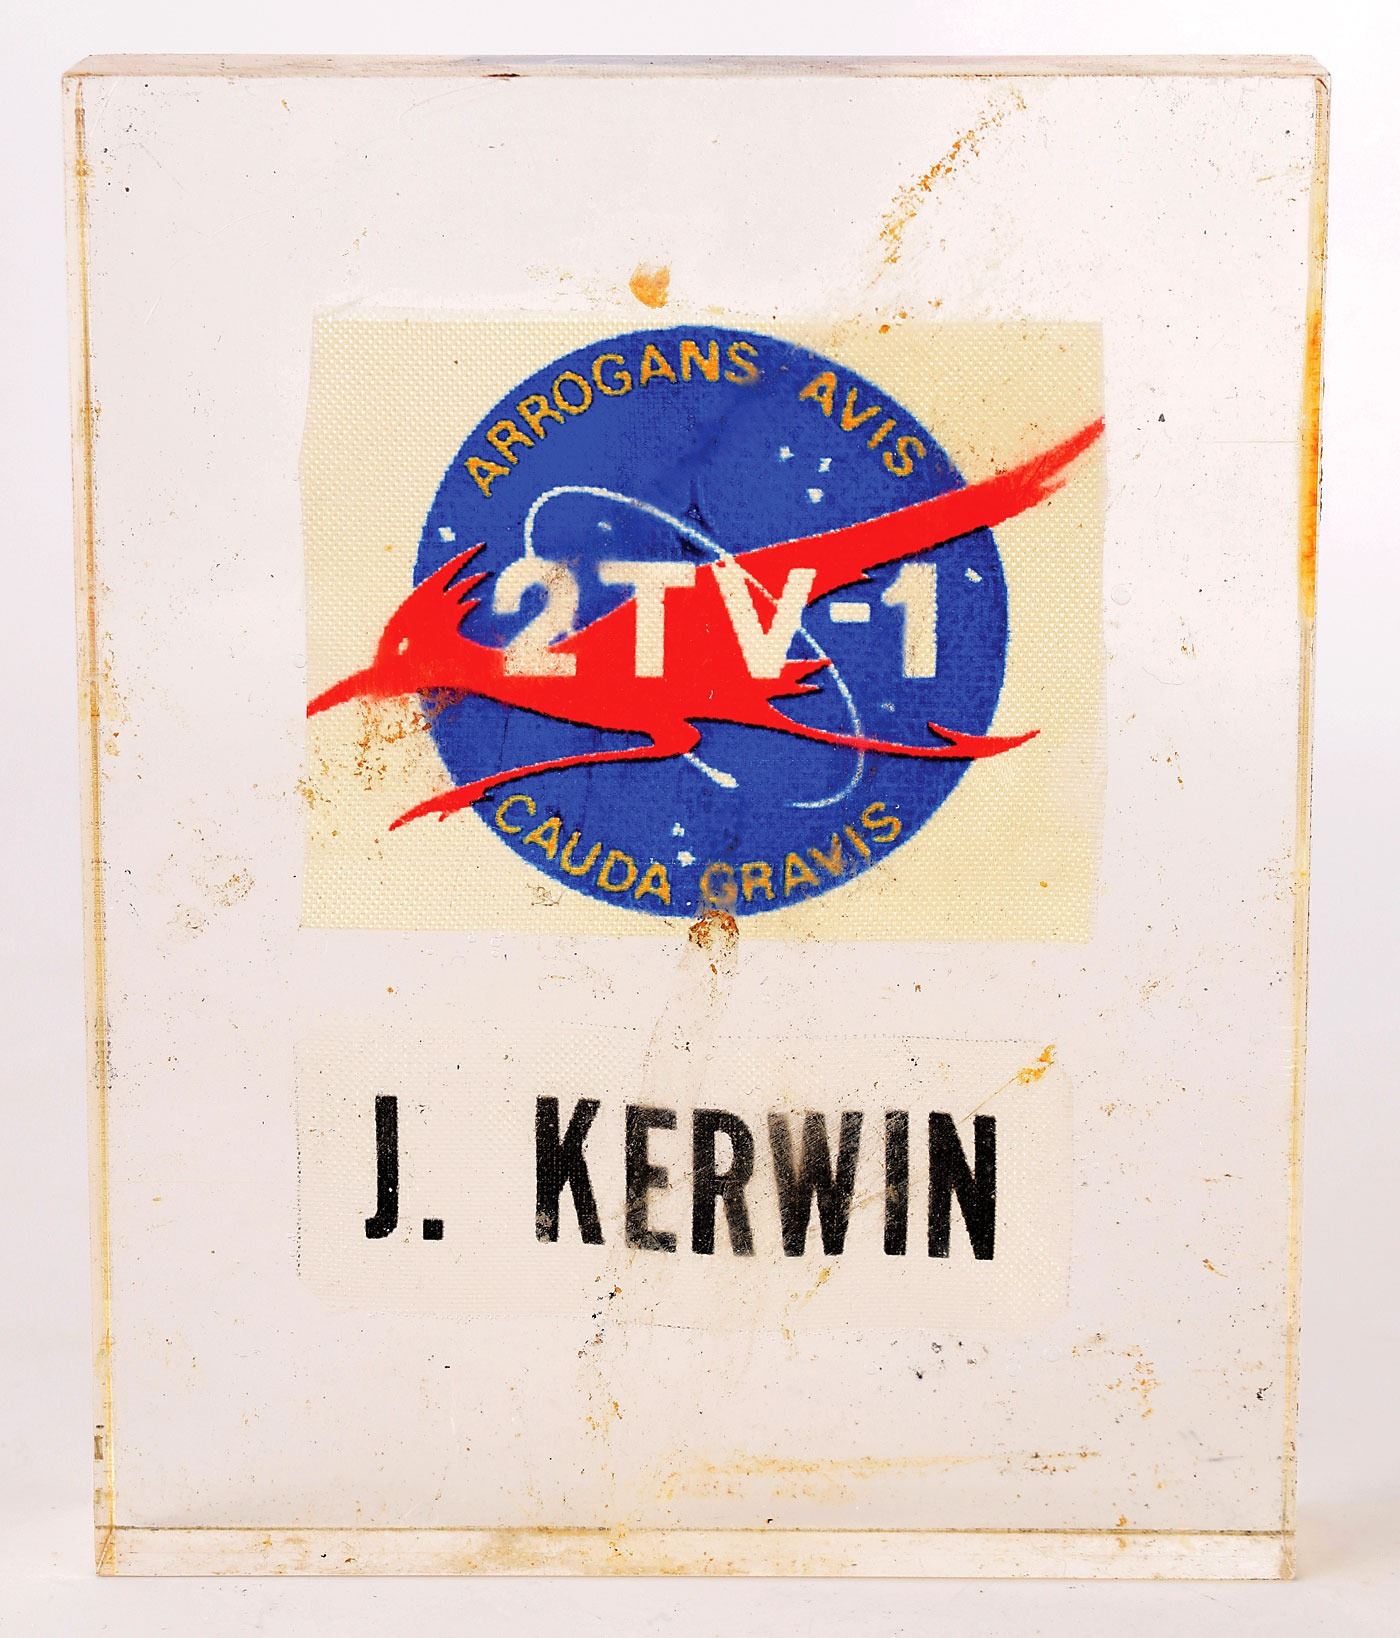 ARROGANS AVIS
2TV-1
CAUDA GRAVIS
J. KERWIN